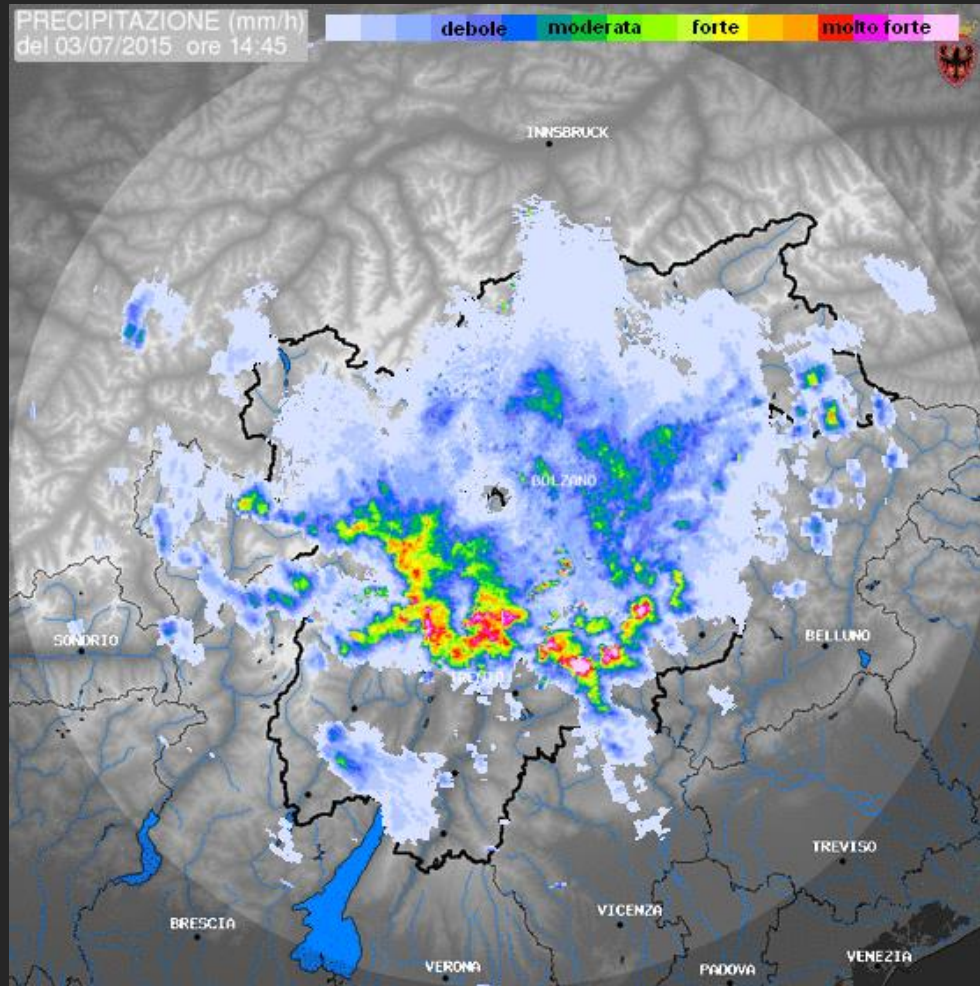 PRECIPITAZIONE (mm/h)
del 03/07/2015 ore 14:45
debole moderata forte molto forte
INNSBRUCK
BOLZANO
SONDRIO
BELLUNO
TRENTO
TREVISO
BRESCIA
VICENZA
VERONA
PADOVA
VENEZIA